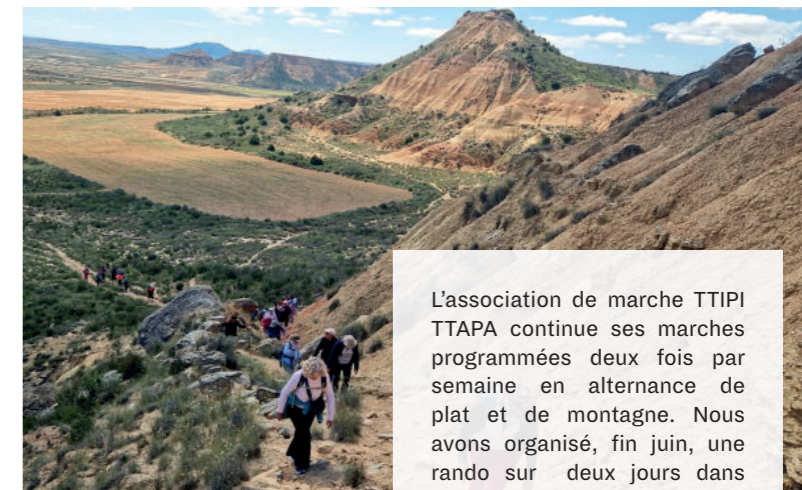 L'association de marche TTIPI
TTAPA continue ses marches
programmées deux fois par
semaine en alternance de
plat et de montagne. Nous
avons organisé, fin juin, une
rando sur deux jours dans